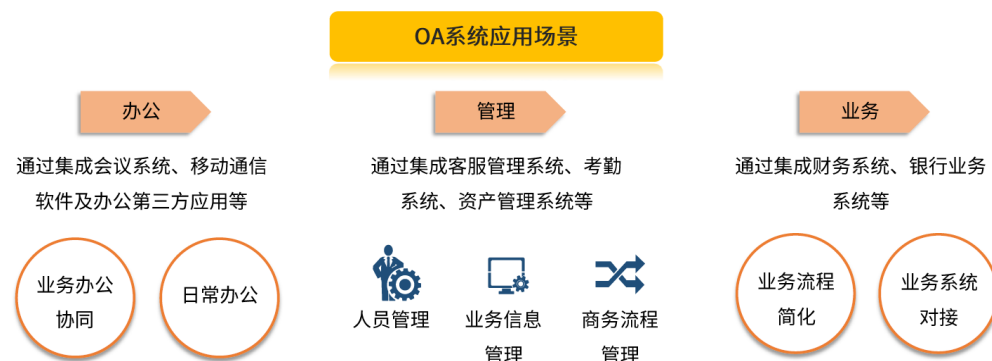 OA系统应用场景
办公
通过集成会议系统、移动通信
软件及办公第三方应用等
业务办公
协同
日常办公
管理
通过集成客服管理系统、考勤
系统、资产管理系统等
人员管理
业务信息
管理
商务流程
管理
业务
通过集成财务系统、银行业务
系统等
业务流程
简化
业务系统
对接